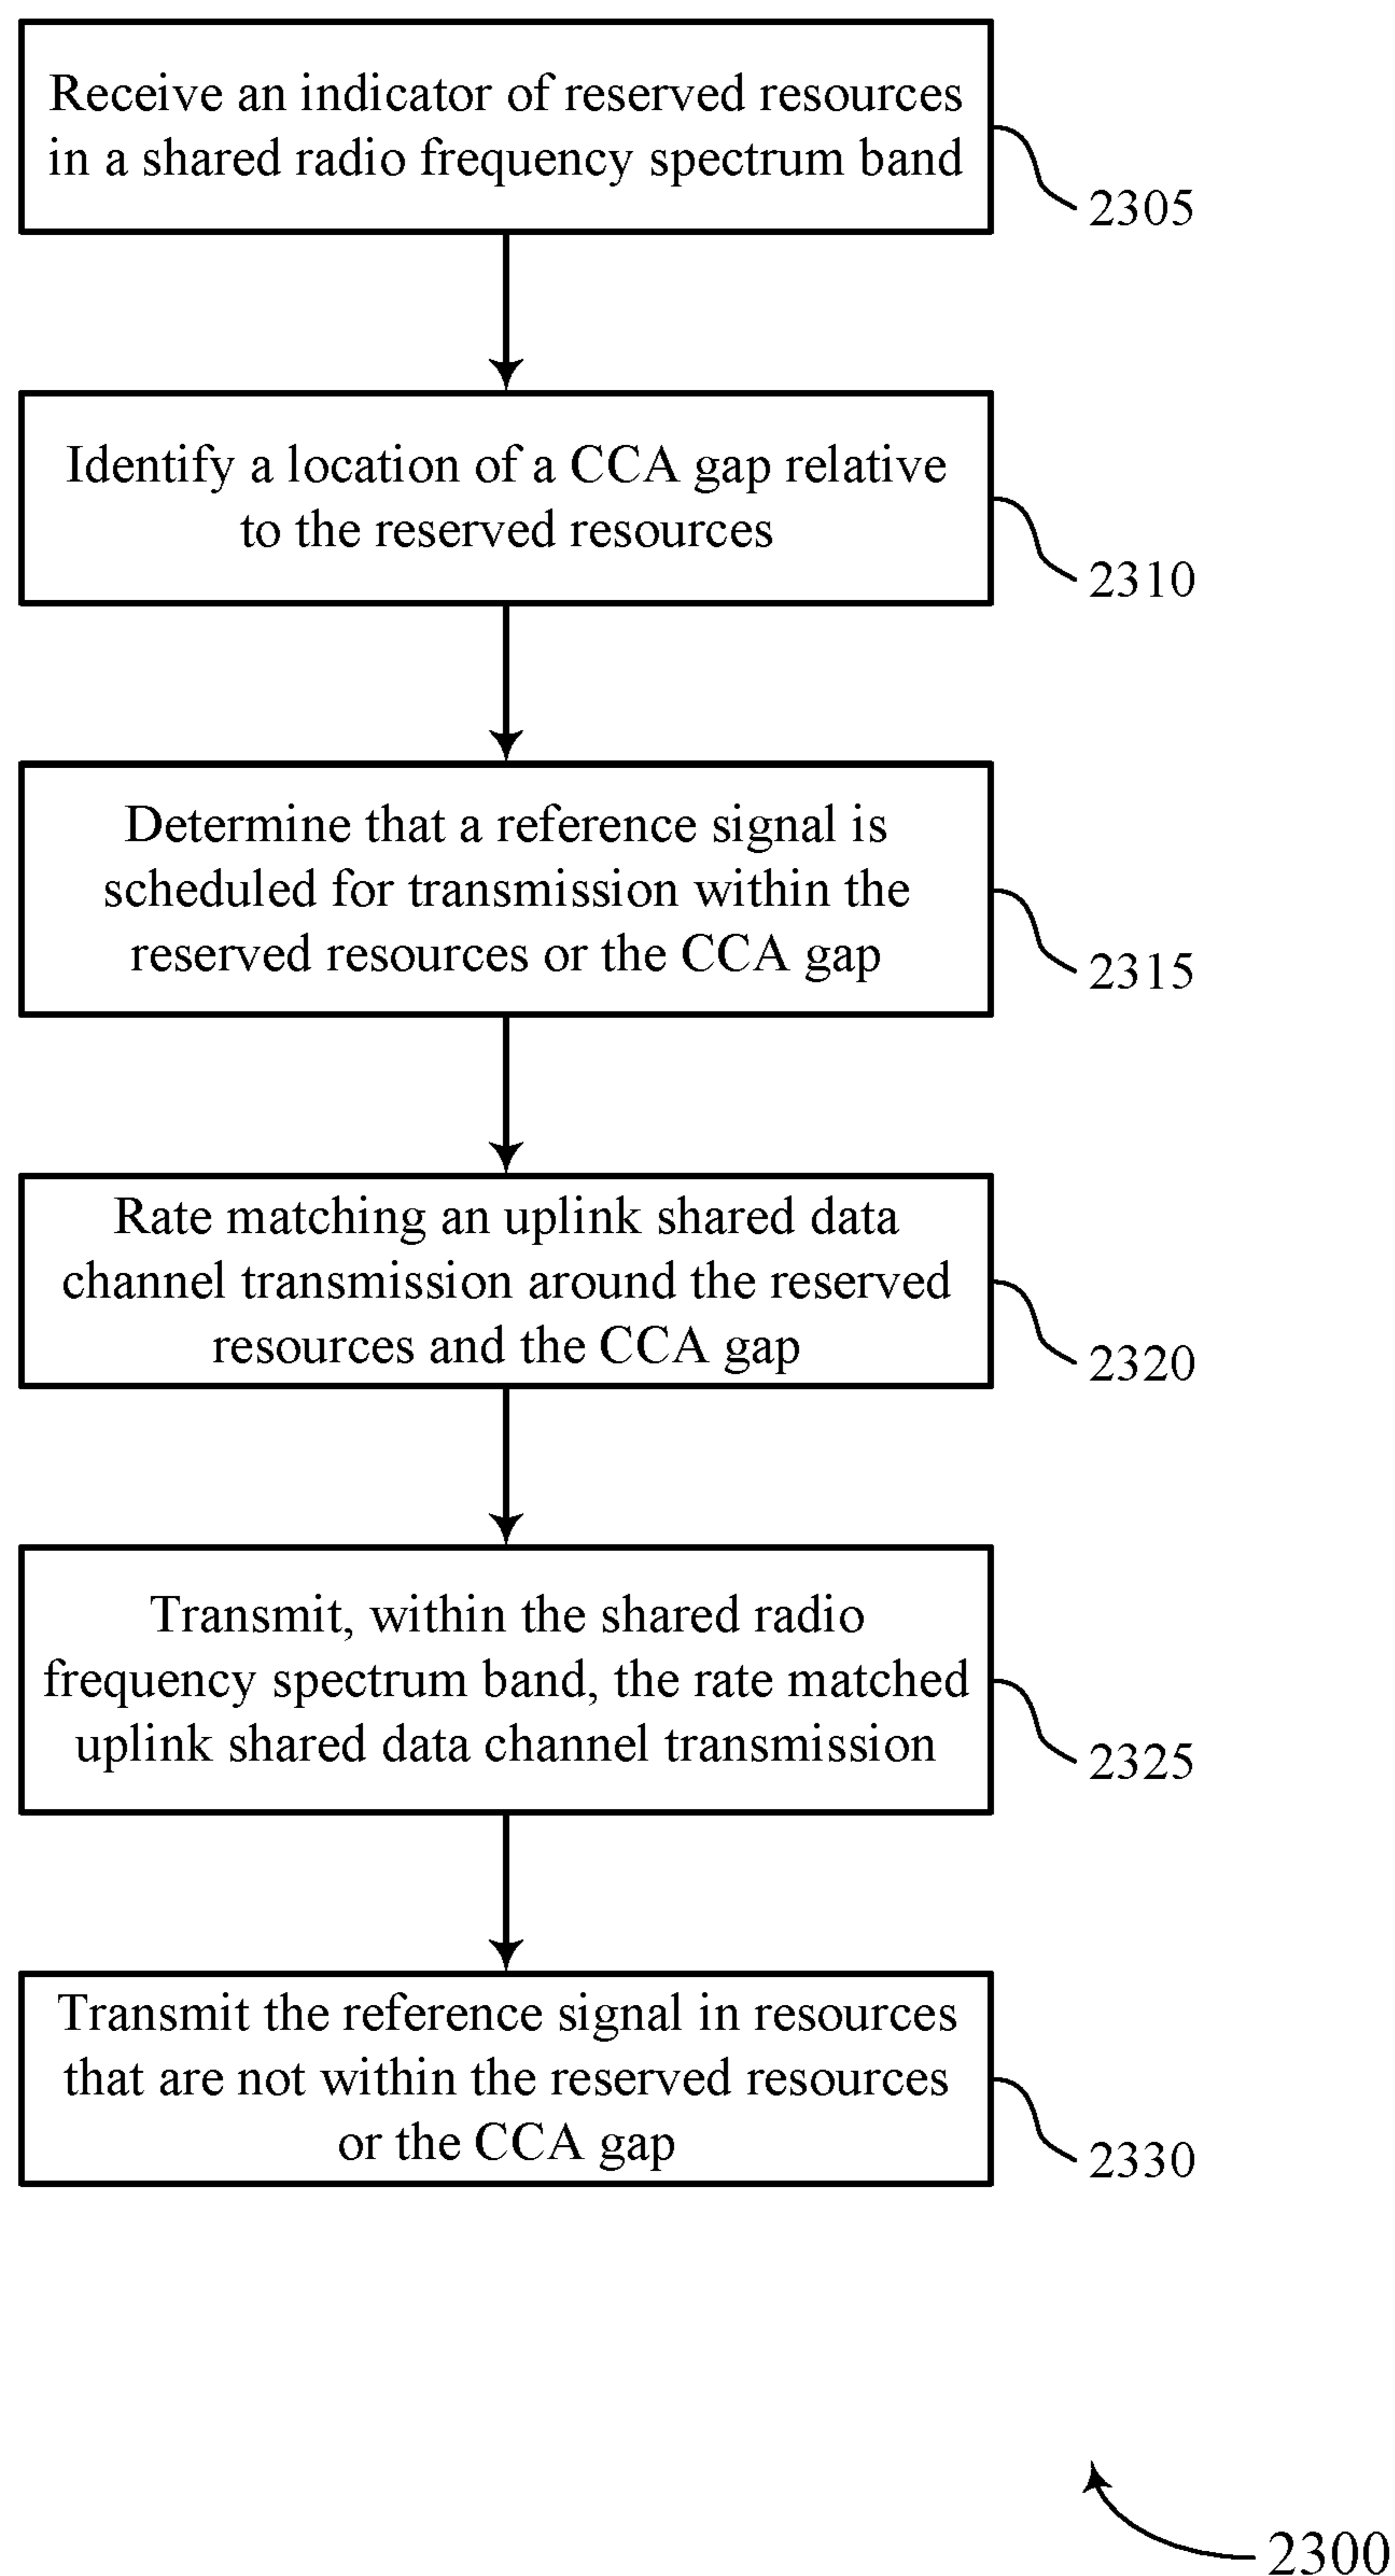 Receive an indicator of reserved resources
in a shared radio frequency spectrum band
2305
Identify a location of a CCA gap relative
to the reserved resources
2310
Determine that a reference signal is
scheduled for transmission within the
reserved resources or the CCA gap
2315
Rate matching an uplink shared data
channel transmission around the reserved
resources and the CCA gap
2320
Transmit, within the shared radio
frequency spectrum band, the rate matched
uplink shared data channel transmission
2325
Transmit the reference signal in resources
that are not within the reserved resources
or the CCA gap
2330
2300